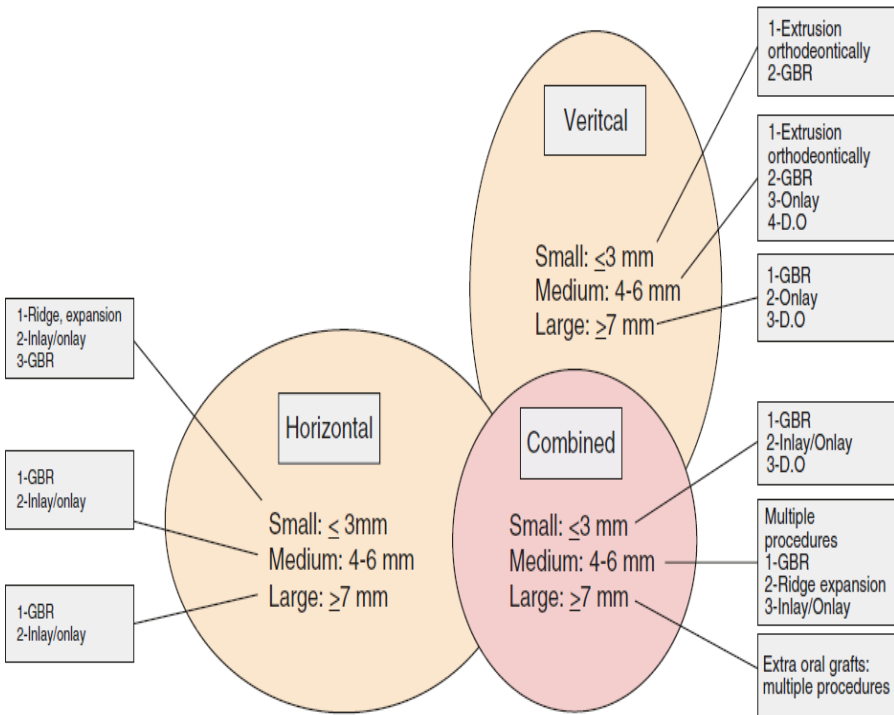 Veritcal
Small: ≤3 mm
Medium: 4-6 mm
Large: ≥7 mm
1-Extrusion
orthodeontically
2-GBR
1-Extrusion
orthodeontically
2-GBR
3-Onlay
4-D.O
1-GBR
2-Onlay
3-D.O
Horizontal
Small: ≤ 3mm
Medium: 4-6 mm
Large: ≥7 mm
1-Ridge, expansion
2-Inlay/onlay
3-GBR
1-GBR
2-Inlay/onlay
1-GBR
2-Inlay/onlay
Combined
Small: ≤3 mm
Medium: 4-6 mm
Large: ≥7 mm
1-GBR
2-Inlay/Onlay
3-D.O
Multiple
procedures
1-GBR
2-Ridge expansion
3-Inlay/Onlay
Extra oral grafts:
multiple procedures